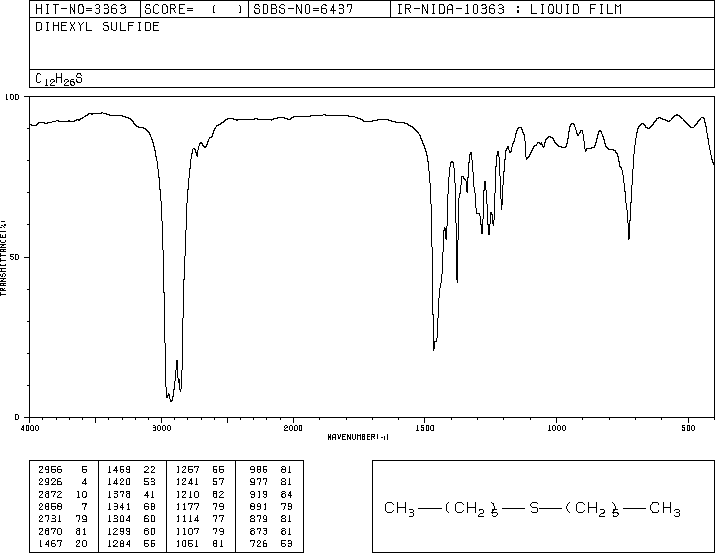 HIT-NO=3363 SCORE= ( ) SDBS-NO=6437 IR-NIDA-10363 : LIQUID FILM
DIHEXYL SULFIDE
C12H26S
100
50
0
TRANSMITTANCE(%)
4000 3000 2000 1500 1000 500
WAVENUMBER(-1)
2956 6 1459 22 1257 66 986 81
2926 4 1420 53 1241 57 977 81
2872 10 1378 41 1210 82 919 84
2858 7 1341 68 1177 79 891 79
2731 79 1304 60 1114 77 879 81
2670 81 1299 60 1107 79 873 81
1467 20 1284 55 1051 81 726 53
CH3—(CH2)5—S—(CH2)5—CH3